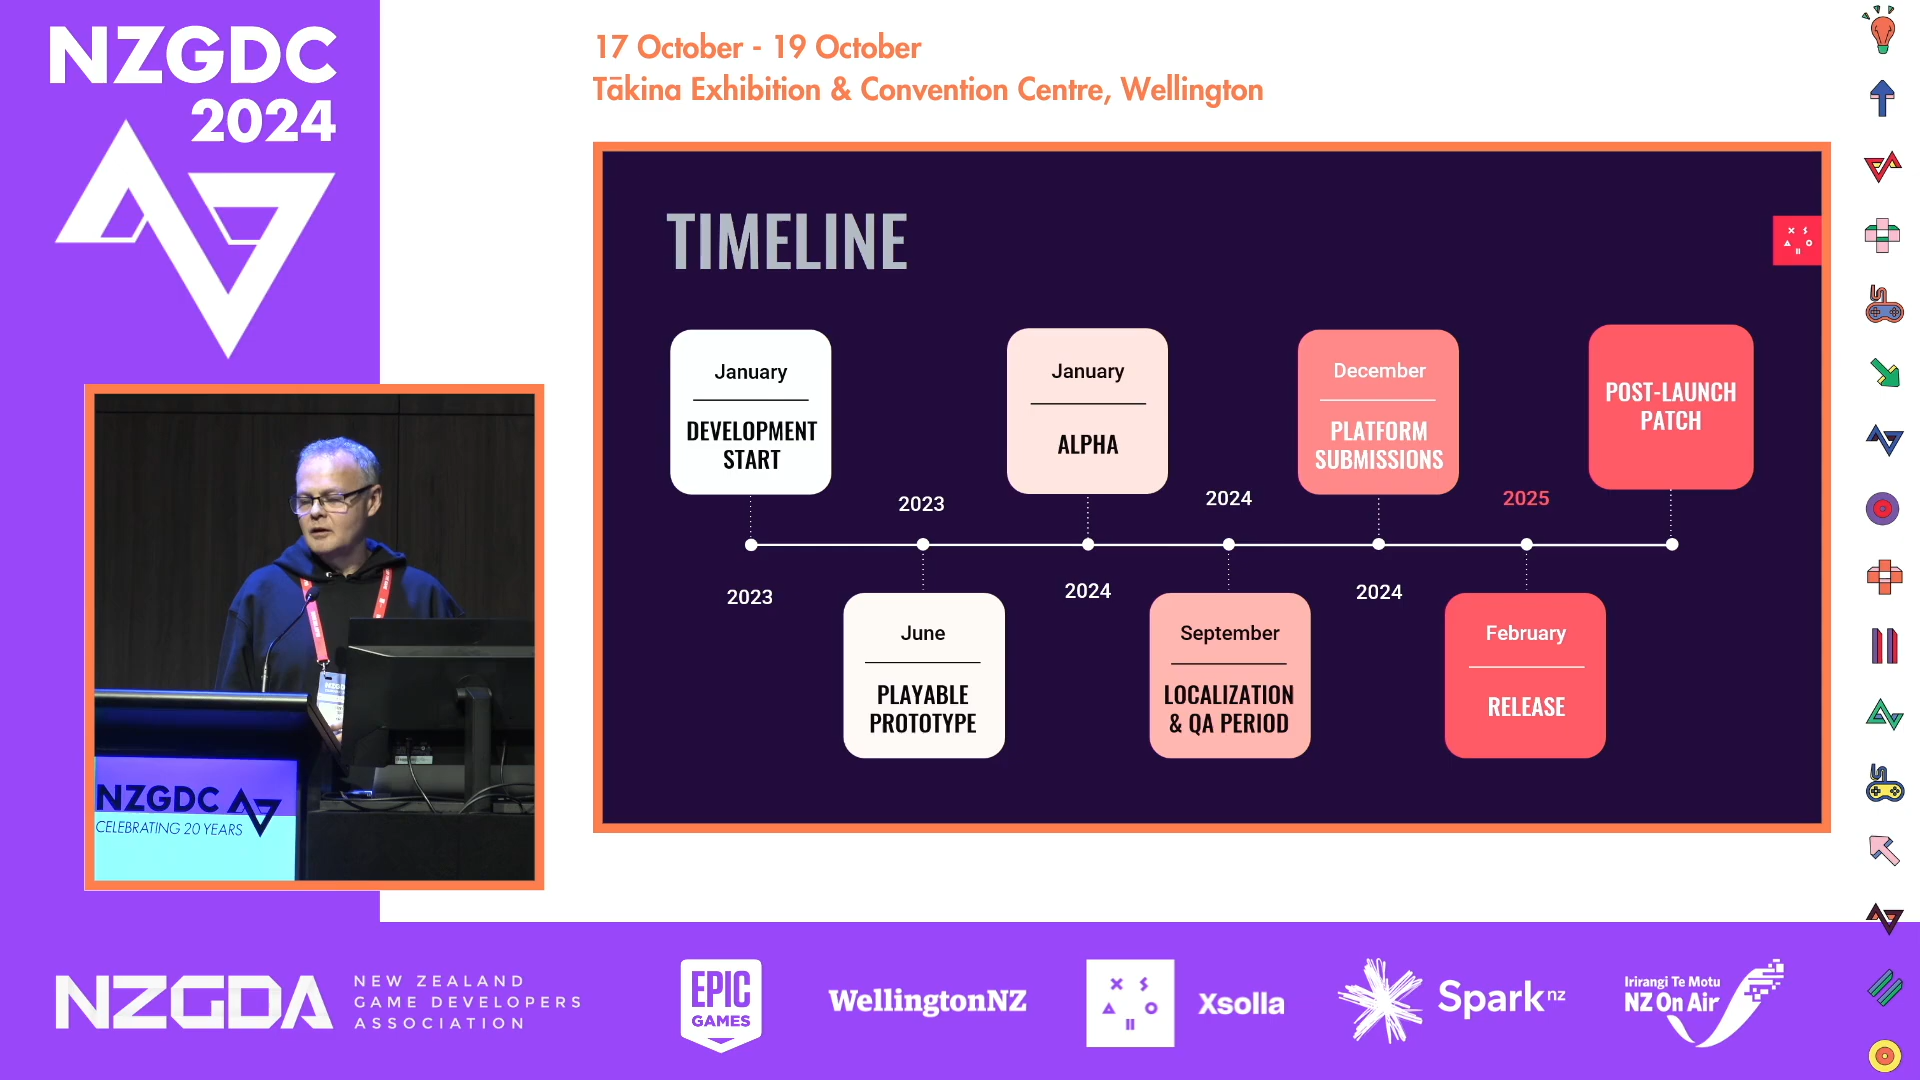 NZGDC
2024
17 October - 19 October
Tākina Exhibition & Convention Centre, Wellington
TIMELINE
January
DEVELOPMENT
START
2023
2023
June
PLAYABLE
PROTOTYPE
January
ALPHA
2024
2024
September
LOCALIZATION
& QA PERIOD
December
PLATFORM
SUBMISSIONS
2024
2025
February
RELEASE
POST-LAUNCH
PATCH
NZGDC
CELEBRATING 20 YEARS
NZGDA
NEW ZEALAND
GAME DEVELOPERS
ASSOCIATION
EPIC
GAMES
WellingtonNZ
Xsolla
Spark nz
Irirangi Te Motu
NZ On Air